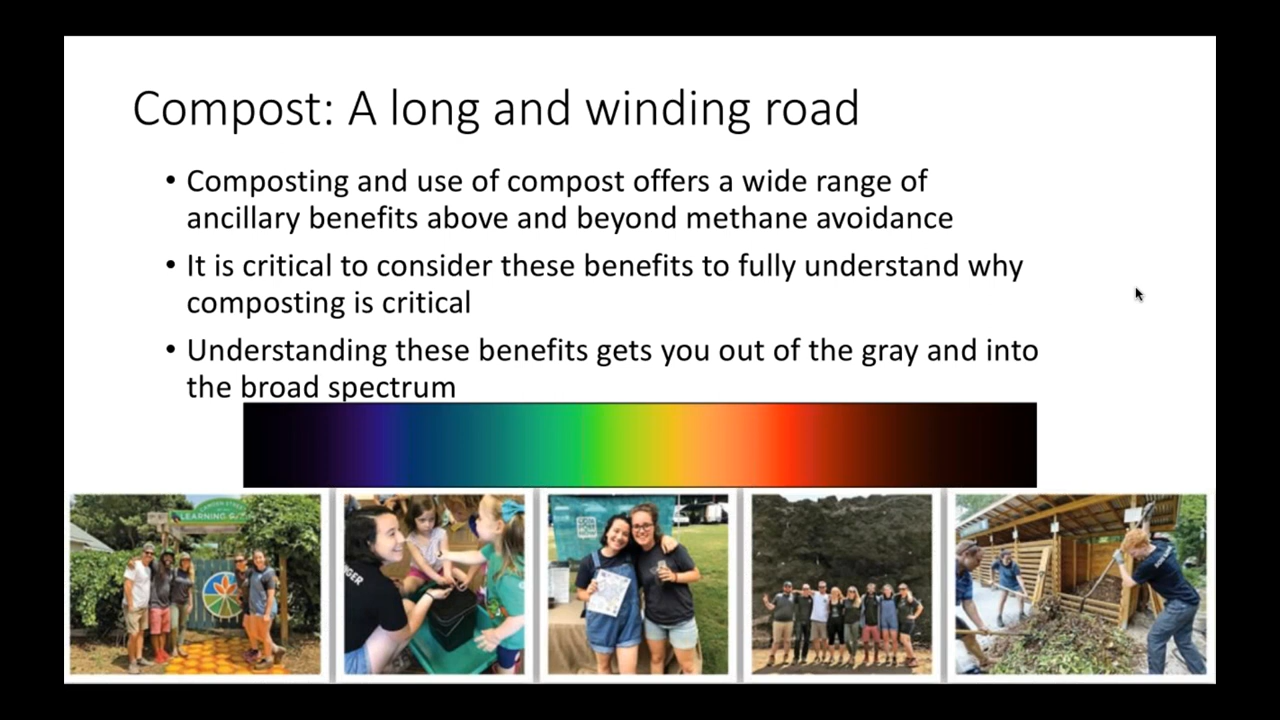 Compost: A long and winding road
• Composting and use of compost offers a wide range of
ancillary benefits above and beyond methane avoidance
• It is critical to consider these benefits to fully understand why
composting is critical
• Understanding these benefits gets you out of the gray and into
the broad spectrum
LEARNING